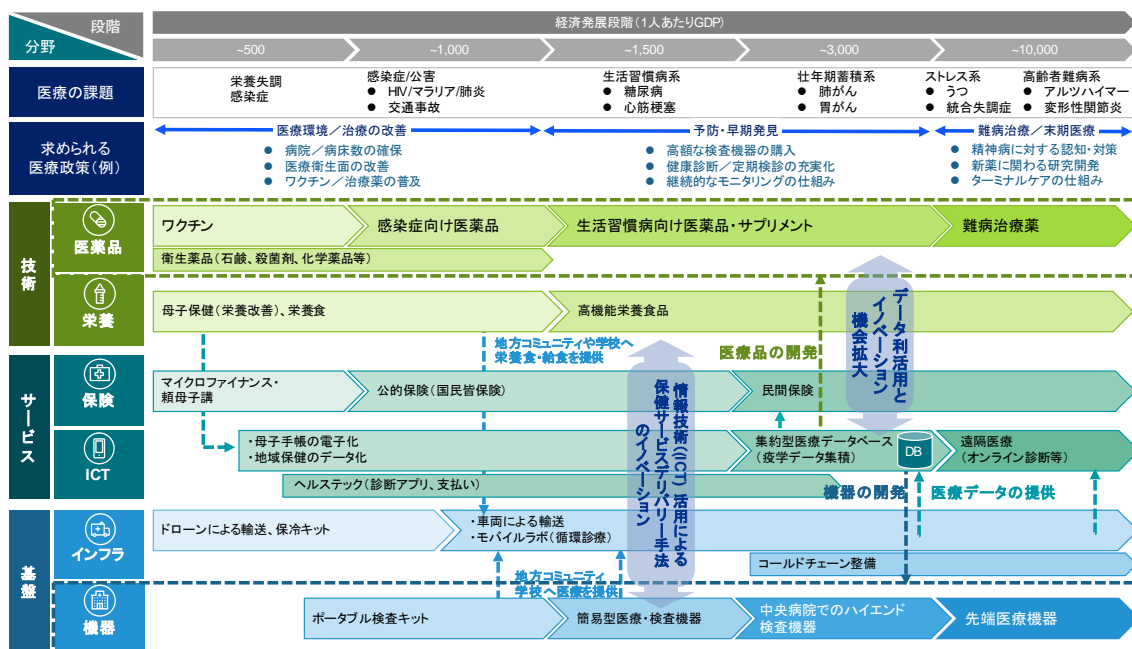 段階
分野
経済発展段階(1人あたりGDP)
~500
~1,000
~1,500
~3,000
~10,000
医療の課題
栄養失調
感染症
感染症/公害
● HIV/マラリア/肺炎
● 交通事故
生活習慣病系
● 糖尿病
● 心筋梗塞
壮年期蓄積系
● 肺がん
● 胃がん
ストレス系
● うつ
● 統合失調症
高齢者難病系
● アルツハイマー
● 変形性関節炎
求められる
医療政策(例)
医療環境/治療の改善
● 病院/病床数の確保
● 医療衛生面の改善
● ワクチン/治療薬の普及
予防・早期発見
● 高額な検査機器の購入
● 健康診断/定期検診の充実化
● 継続的なモニタリングの仕組み
難病治療/末期医療
● 精神病に対する認知・対策
● 新薬に関わる研究開発
● ターミナルケアの仕組み
技術
医薬品
ワクチン
感染症向け医薬品
生活習慣病向け医薬品・サプリメント
難病治療薬
衛生薬品(石鹸、殺菌剤、化学薬品等)
栄養
母子保健(栄養改善)、栄養食
高機能栄養食品
データ利活用と
イノベーション
機会拡大
地方コミュニティや学校へ
栄養食・給食を提供
医療品の開発
サービス
保険
マイクロファイナンス・
頼母子講
公的保険(国民皆保険)
民間保険
情報技術(ICT)活用による
保健サービスデリバリー手法
のイノベーション
ICT
・母子手帳の電子化
・地域保健のデータ化
集約型医療データベース
(疫学データ集積)
DB
遠隔医療
(オンライン診断等)
ヘルステック(診断アプリ、支払い)
機器の開発
医療データの提供
基盤
インフラ
ドローンによる輸送、保冷キット
・車両による輸送
・モバイルラボ(循環診療)
コールドチェーン整備
地方コミュニティ
学校へ医療を提供
機器
ポータブル検査キット
簡易型医療・検査機器
中央病院でのハイエンド
検査機器
先端医療機器